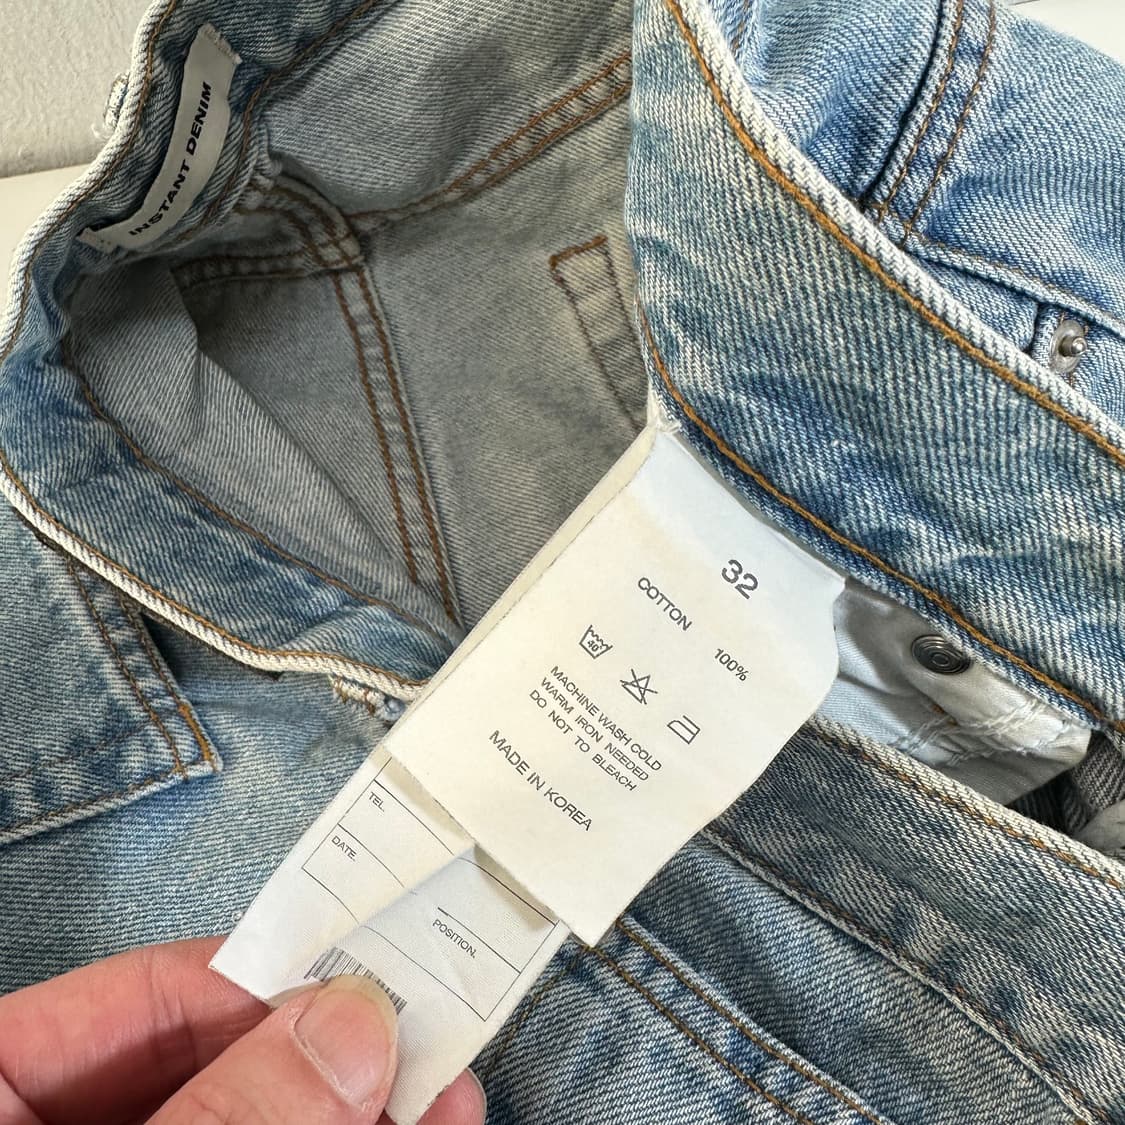 INSTANT DENIM
32
COTTON 100%
40
MACHINE WASH COLD
WARM IRON NEEDED
DO NOT TO BLEACH
MADE IN KOREA
TEL.
DATE
POSITION.